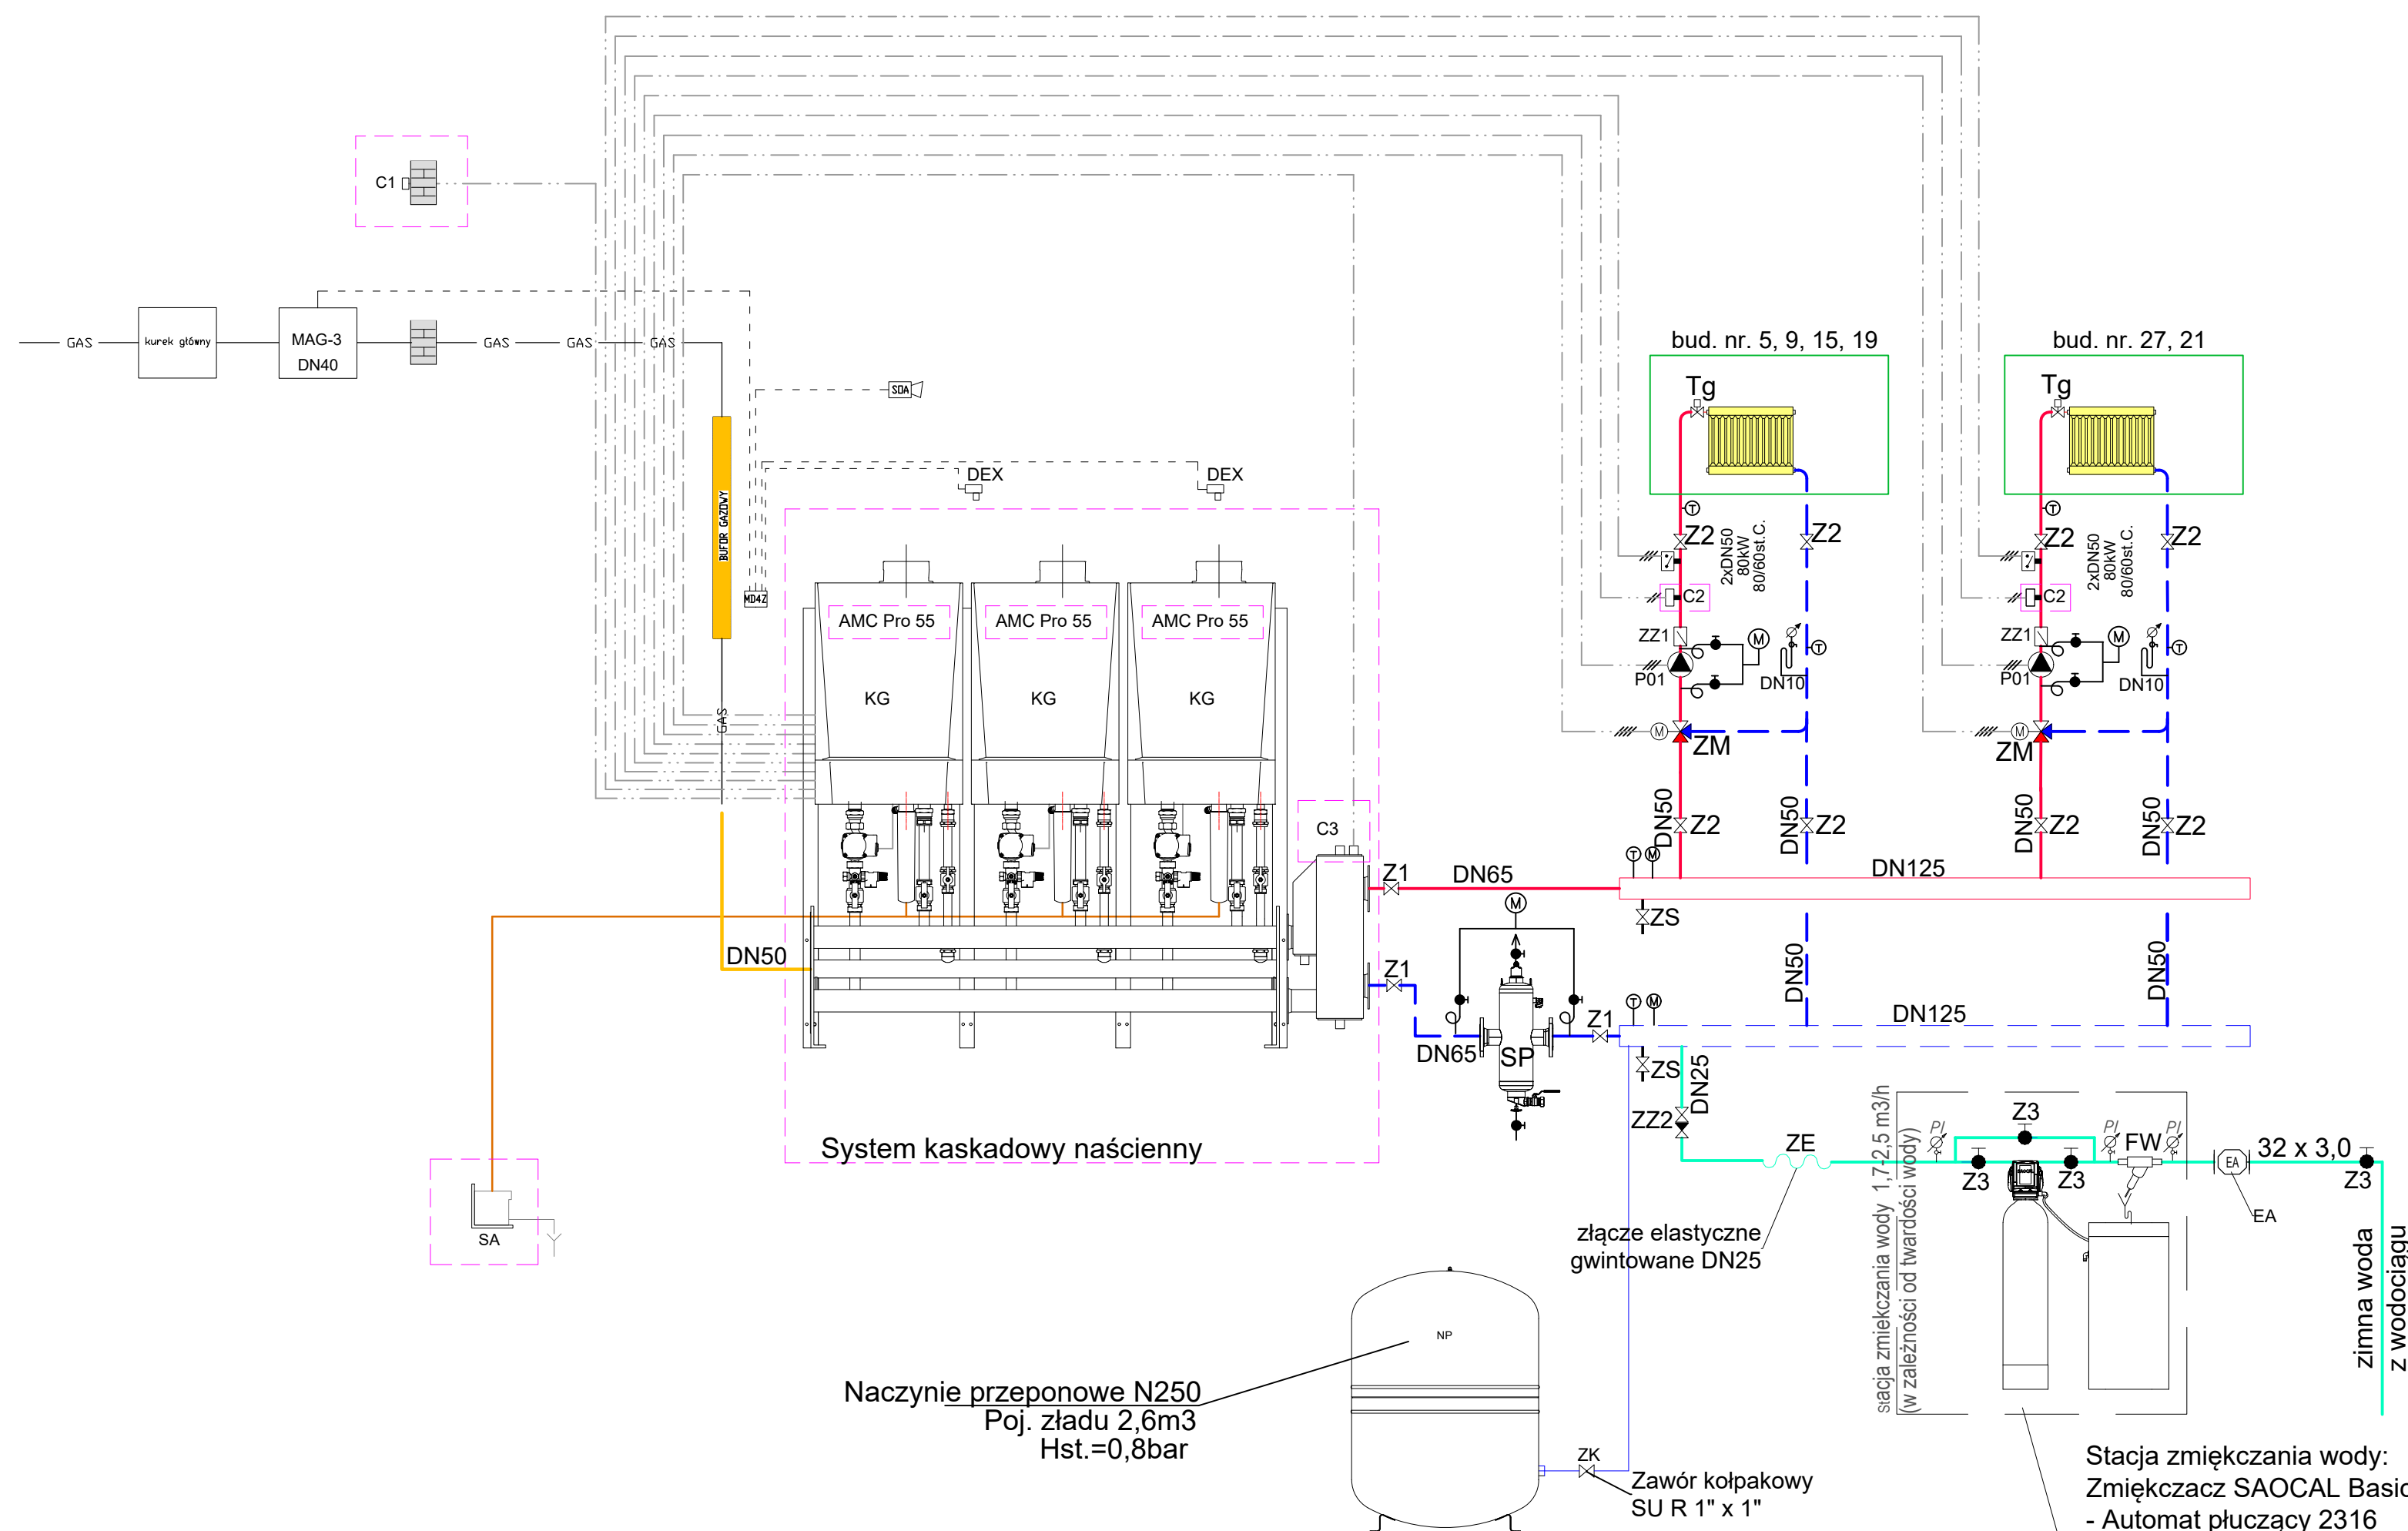 C1
GAS
kurek główny
MAG-3
DN40
GAS
GAS
GAS
SOA
BUFOR GAZOWY
GAS
MD4Z
DEX
DEX
AMC Pro 55
AMC Pro 55
AMC Pro 55
KG
KG
KG
C3
DN50
System kaskadowy naścienny
SA
bud. nr. 5, 9, 15, 19
Tg
T
Z2
Z2
2xDN50
80kW
80/60st.C.
C2
ZZ1
M
P01
DN10
T
M
ZM
DN50
Z2
DN50
Z2
bud. nr. 27, 21
Tg
T
Z2
Z2
2xDN50
80kW
80/60st.C.
C2
ZZ1
M
P01
DN10
T
M
ZM
DN50
Z2
DN50
Z2
Z1
DN65
T
M
DN125
ZS
M
Z1
DN65
SP
Z1
T
M
DN50
DN50
DN125
ZS
DN25
ZZ2
ZE
złącze elastyczne
gwintowane DN25
Stacja zmiekczania wody 1,7-2,5 m3/h
(w zależności od twardości wody)
PI
Z3
Z3
Z3
PI
FW
PI
EA
EA
32 x 3,0
Z3
zimna woda
z wodociągu
NP
Naczynie przeponowe N250
Poj. zładu 2,6m3
Hst.=0,8bar
ZK
Zawór kołpakowy
SU R 1" x 1"
Stacja zmiękczania wody:
Zmiękczacz SAOCAL Basic
- Automat płuczący 2316